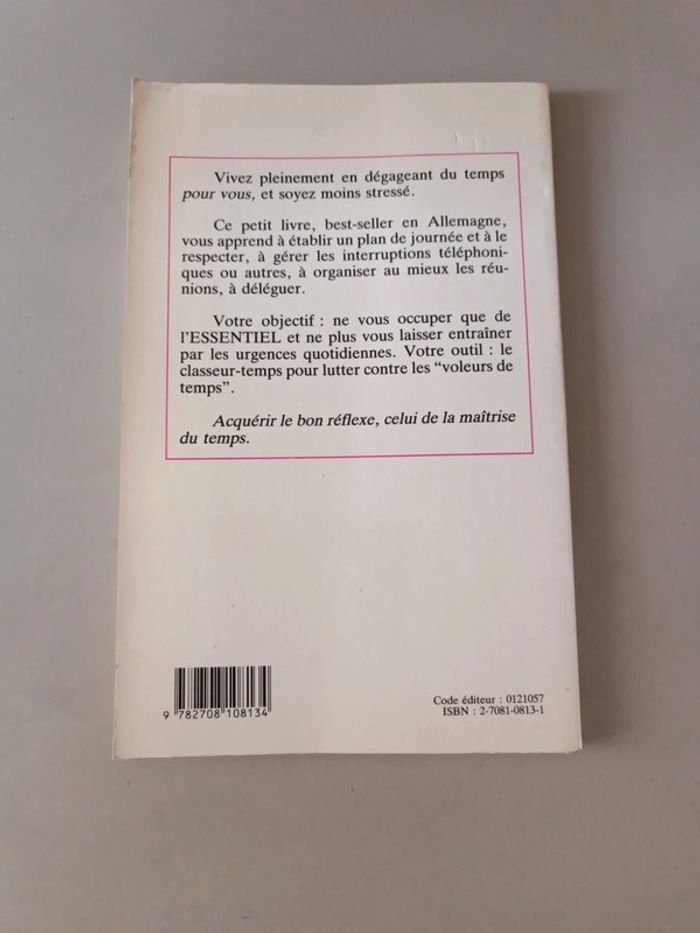 Vivez pleinement en dégageant du temps
pour vous, et soyez moins stressé.
Ce petit livre, best-seller en Allemagne,
vous apprend à établir un plan de journée et à le
respecter, à gérer les interruptions téléphoni-
ques ou autres, à organiser au mieux les réu-
nions, à déléguer.
Votre objectif : ne vous occuper que de
l'ESSENTIEL et ne plus vous laisser entraîner
par les urgences quotidiennes. Votre outil : le
classeur-temps pour lutter contre les "voleurs de
temps".
Acquérir le bon réflexe, celui de la maîtrise
du temps.
9 782708 108134
Code éditeur : 0121057
ISBN : 2-7081-0813-1